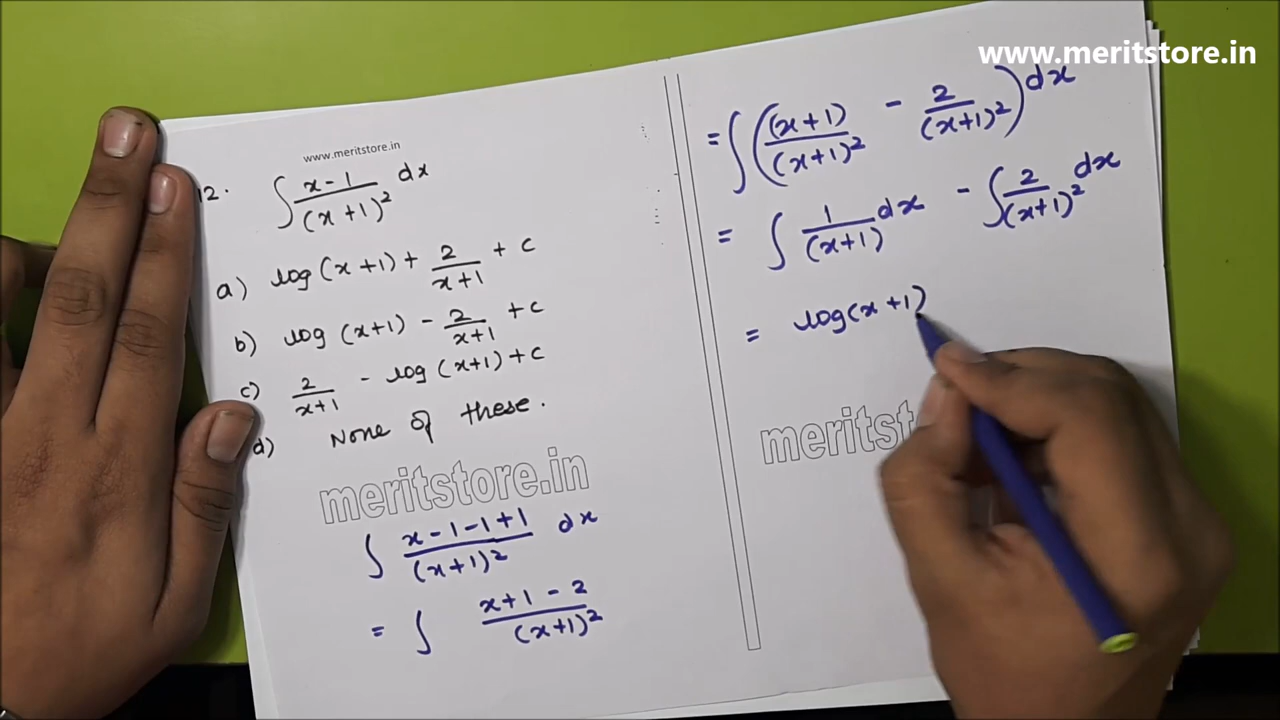 www.meritstore.in
www.meritstore.in
12. ∫ x-1/(x+1)² dx
a) log(x+1) + 2/x+1 + c
b) log(x+1) - 2/x+1 + c
c) 2/x+1 - log(x+1) + c
d) None of these.
meritstore.in
∫ x-1-1+1/(x+1)² dx
= ∫ x+1-2/(x+1)²
= ∫((x+1)/(x+1)² - 2/(x+1)²)dx
= ∫ 1/(x+1) dx - ∫ 2/(x+1)² dx
= log(x+1)